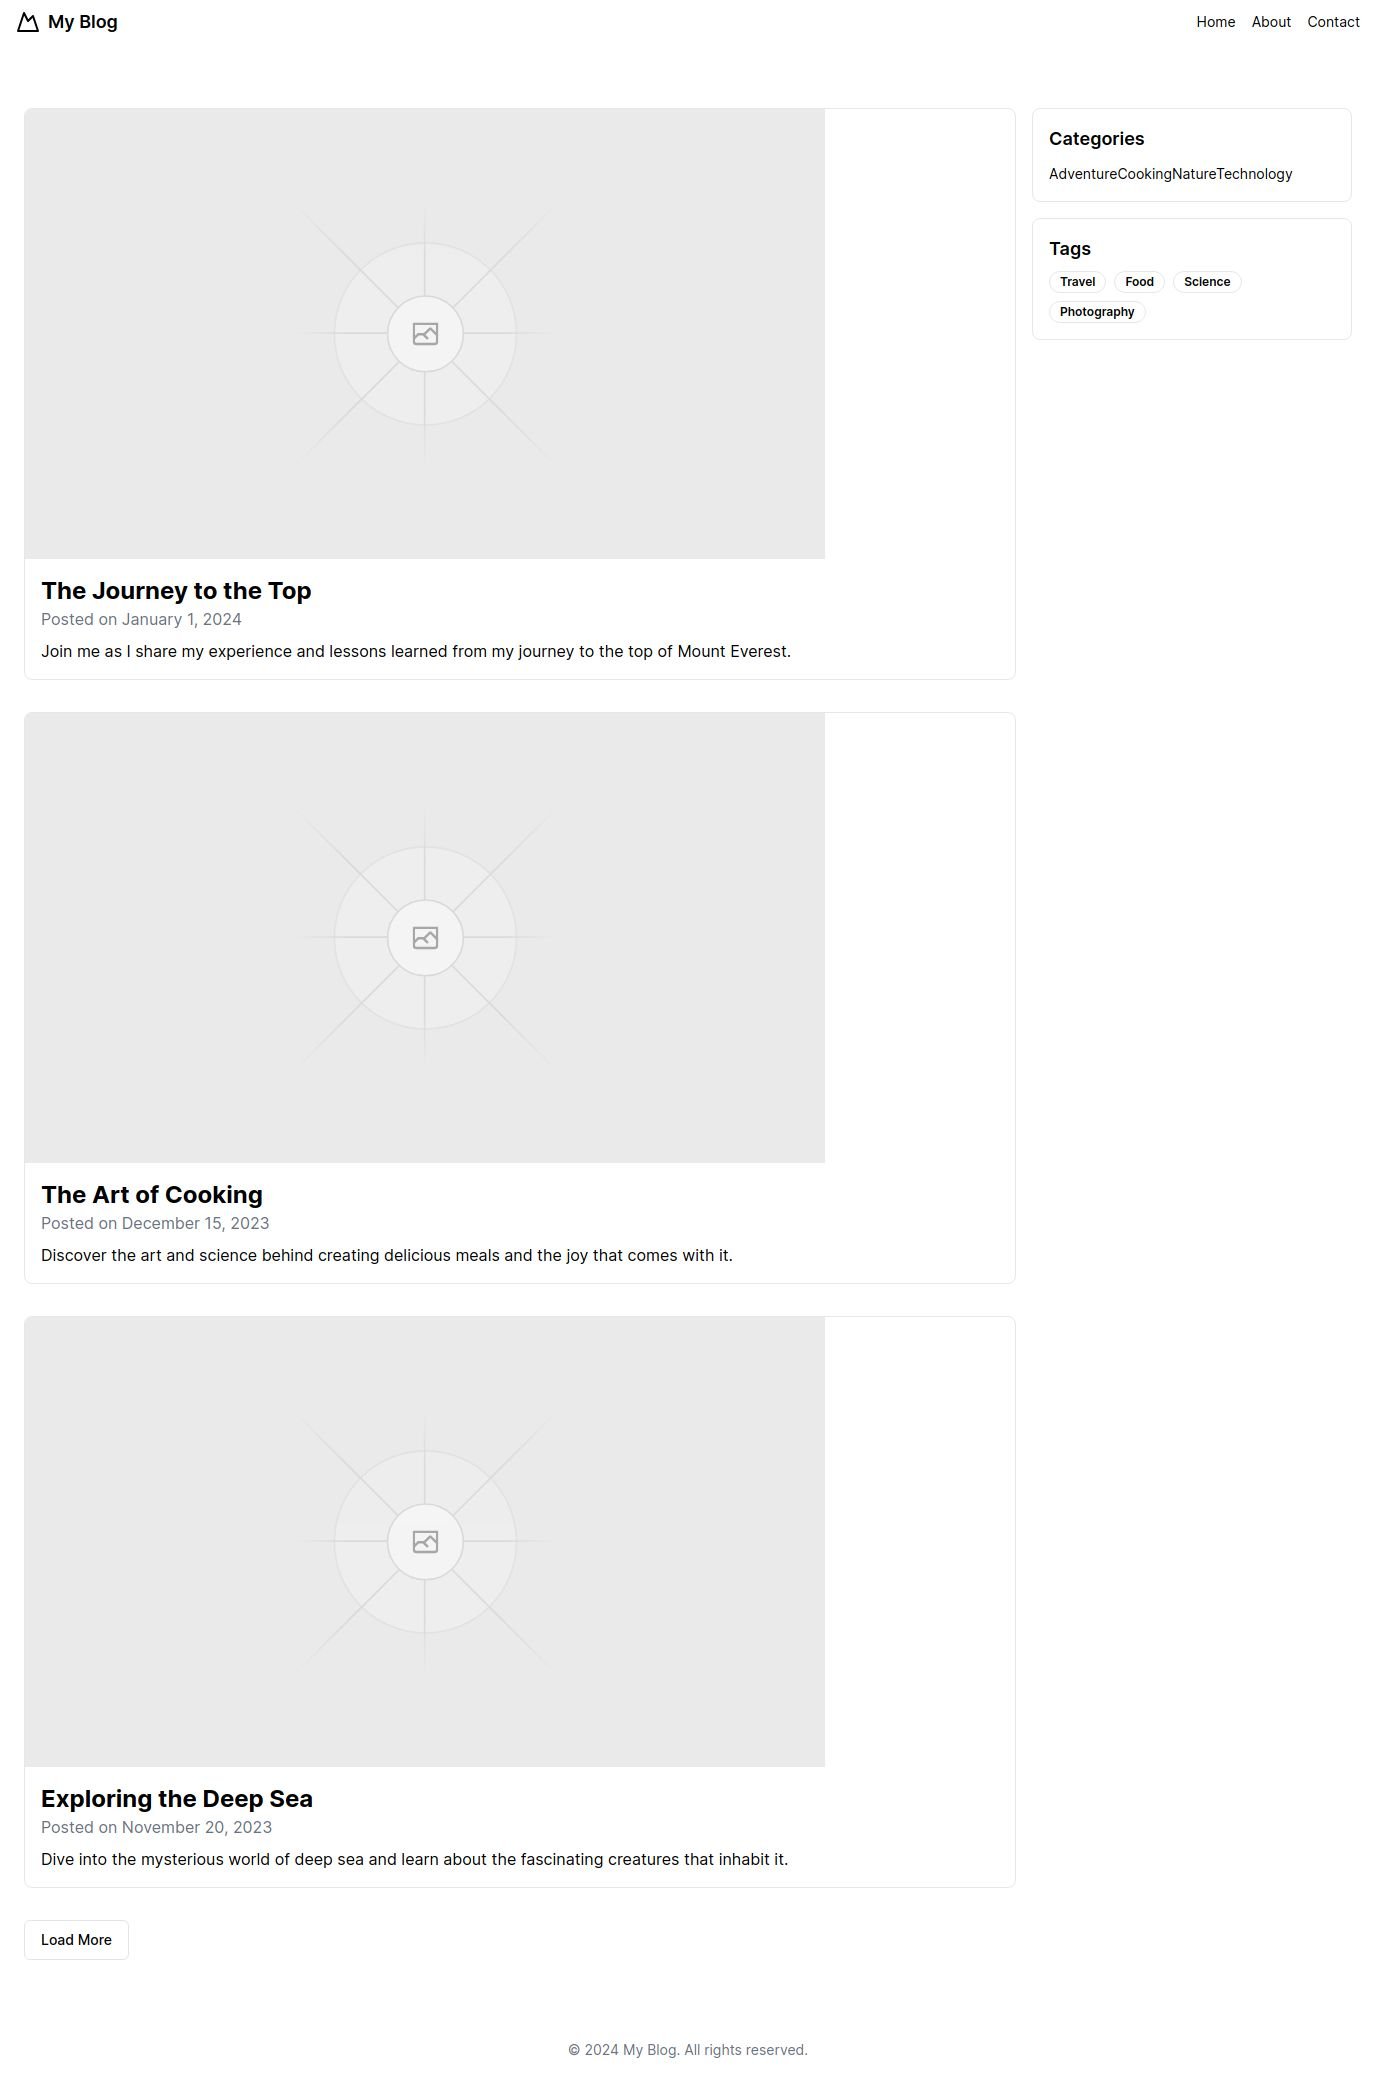 My Blog
Home About Contact
The Journey to the Top
Posted on January 1, 2024
Join me as I share my experience and lessons learned from my journey to the top of Mount Everest.
The Art of Cooking
Posted on December 15, 2023
Discover the art and science behind creating delicious meals and the joy that comes with it.
Exploring the Deep Sea
Posted on November 20, 2023
Dive into the mysterious world of deep sea and learn about the fascinating creatures that inhabit it.
Load More
Categories
AdventureCookingNatureTechnology
Tags
Travel Food Science
Photography
© 2024 My Blog. All rights reserved.